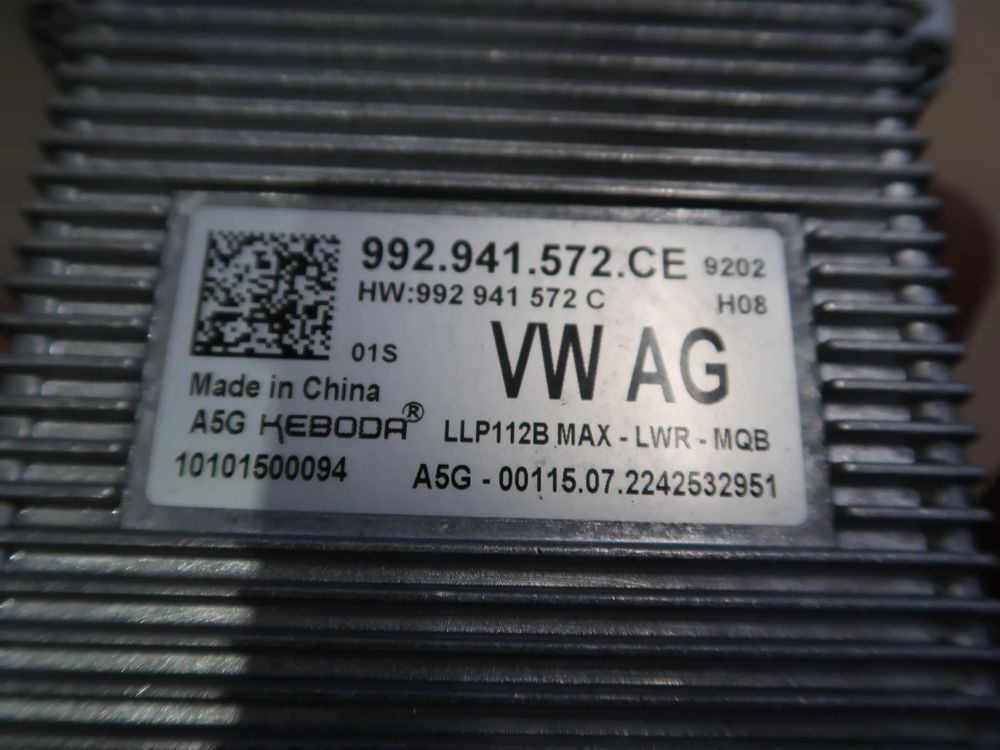 992.941.572.CE 9202
HW:992 941 572 C H08
01S VW AG
Made in China
A5G KEBODA® LLP112B MAX - LWR - MQB
10101500094 A5G - 00115.07.2242532951